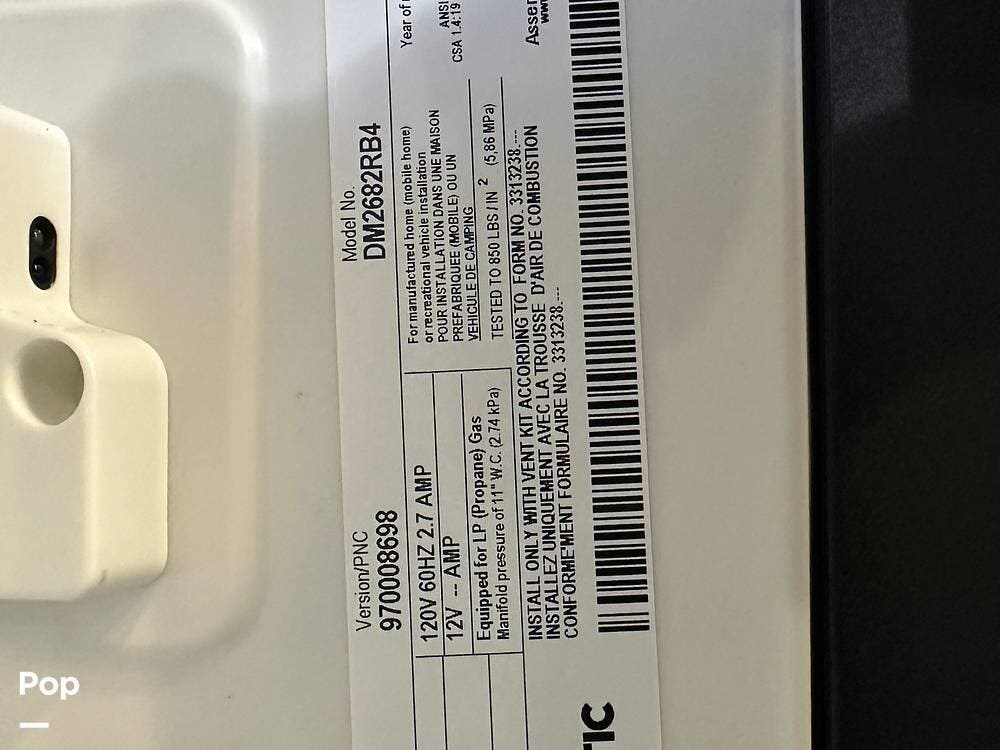 Version/PNC
970008698
Model No.
DM2682RB4
Year of
120V 60HZ 2.7 AMP
12V -- AMP
Equipped for LP (Propane) Gas
Manifold pressure of 11" W.C. (2.74 kPa)
For manufactured home (mobile home)
or recreational vehicle installation
POUR INSTALLATION DANS UNE MAISON
PREFABRIQUEE (MOBILE) OU UN
VEHICULE DE CAMPING
TESTED TO 850 LBS / IN 2 (5,86 MPa)
ANSI
CSA 1.4:19
INSTALL ONLY WITH VENT KIT ACCORDING TO FORM NO. 3313238.---
INSTALLEZ UNIQUEMENT AVEC LA TROUSSE D'AIR DE COMBUSTION
CONFORME'MENT FORMULAIRE NO. 3313238.---
TIC
Pop